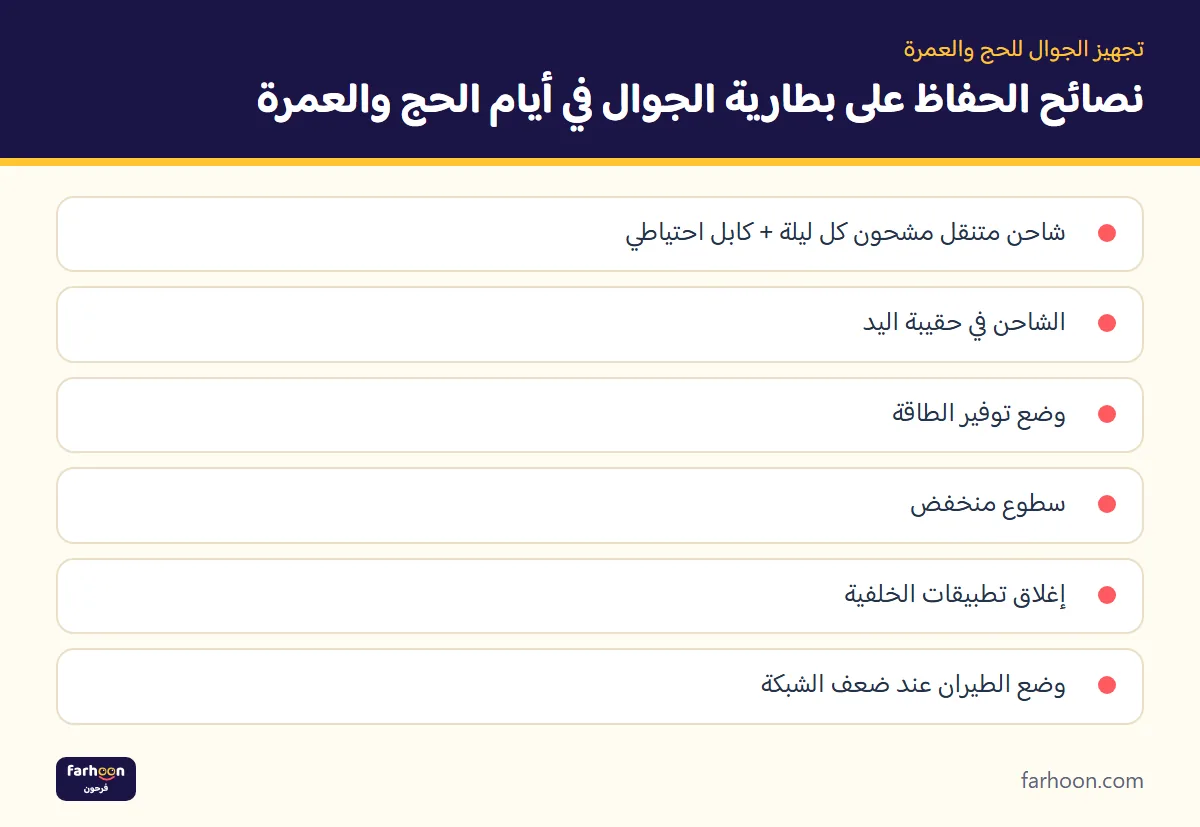 تجهيز الجوال للحج والعمرة
نصائح الحفاظ على بطارية الجوال في أيام الحج والعمرة
شاحن متنقل مشحون كل ليلة + كابل احتياطي
الشاحن في حقيبة اليد
وضع توفير الطاقة
سطوع منخفض
إغلاق تطبيقات الخلفية
وضع الطيران عند ضعف الشبكة
farhoon.com
farhoon
فرحون